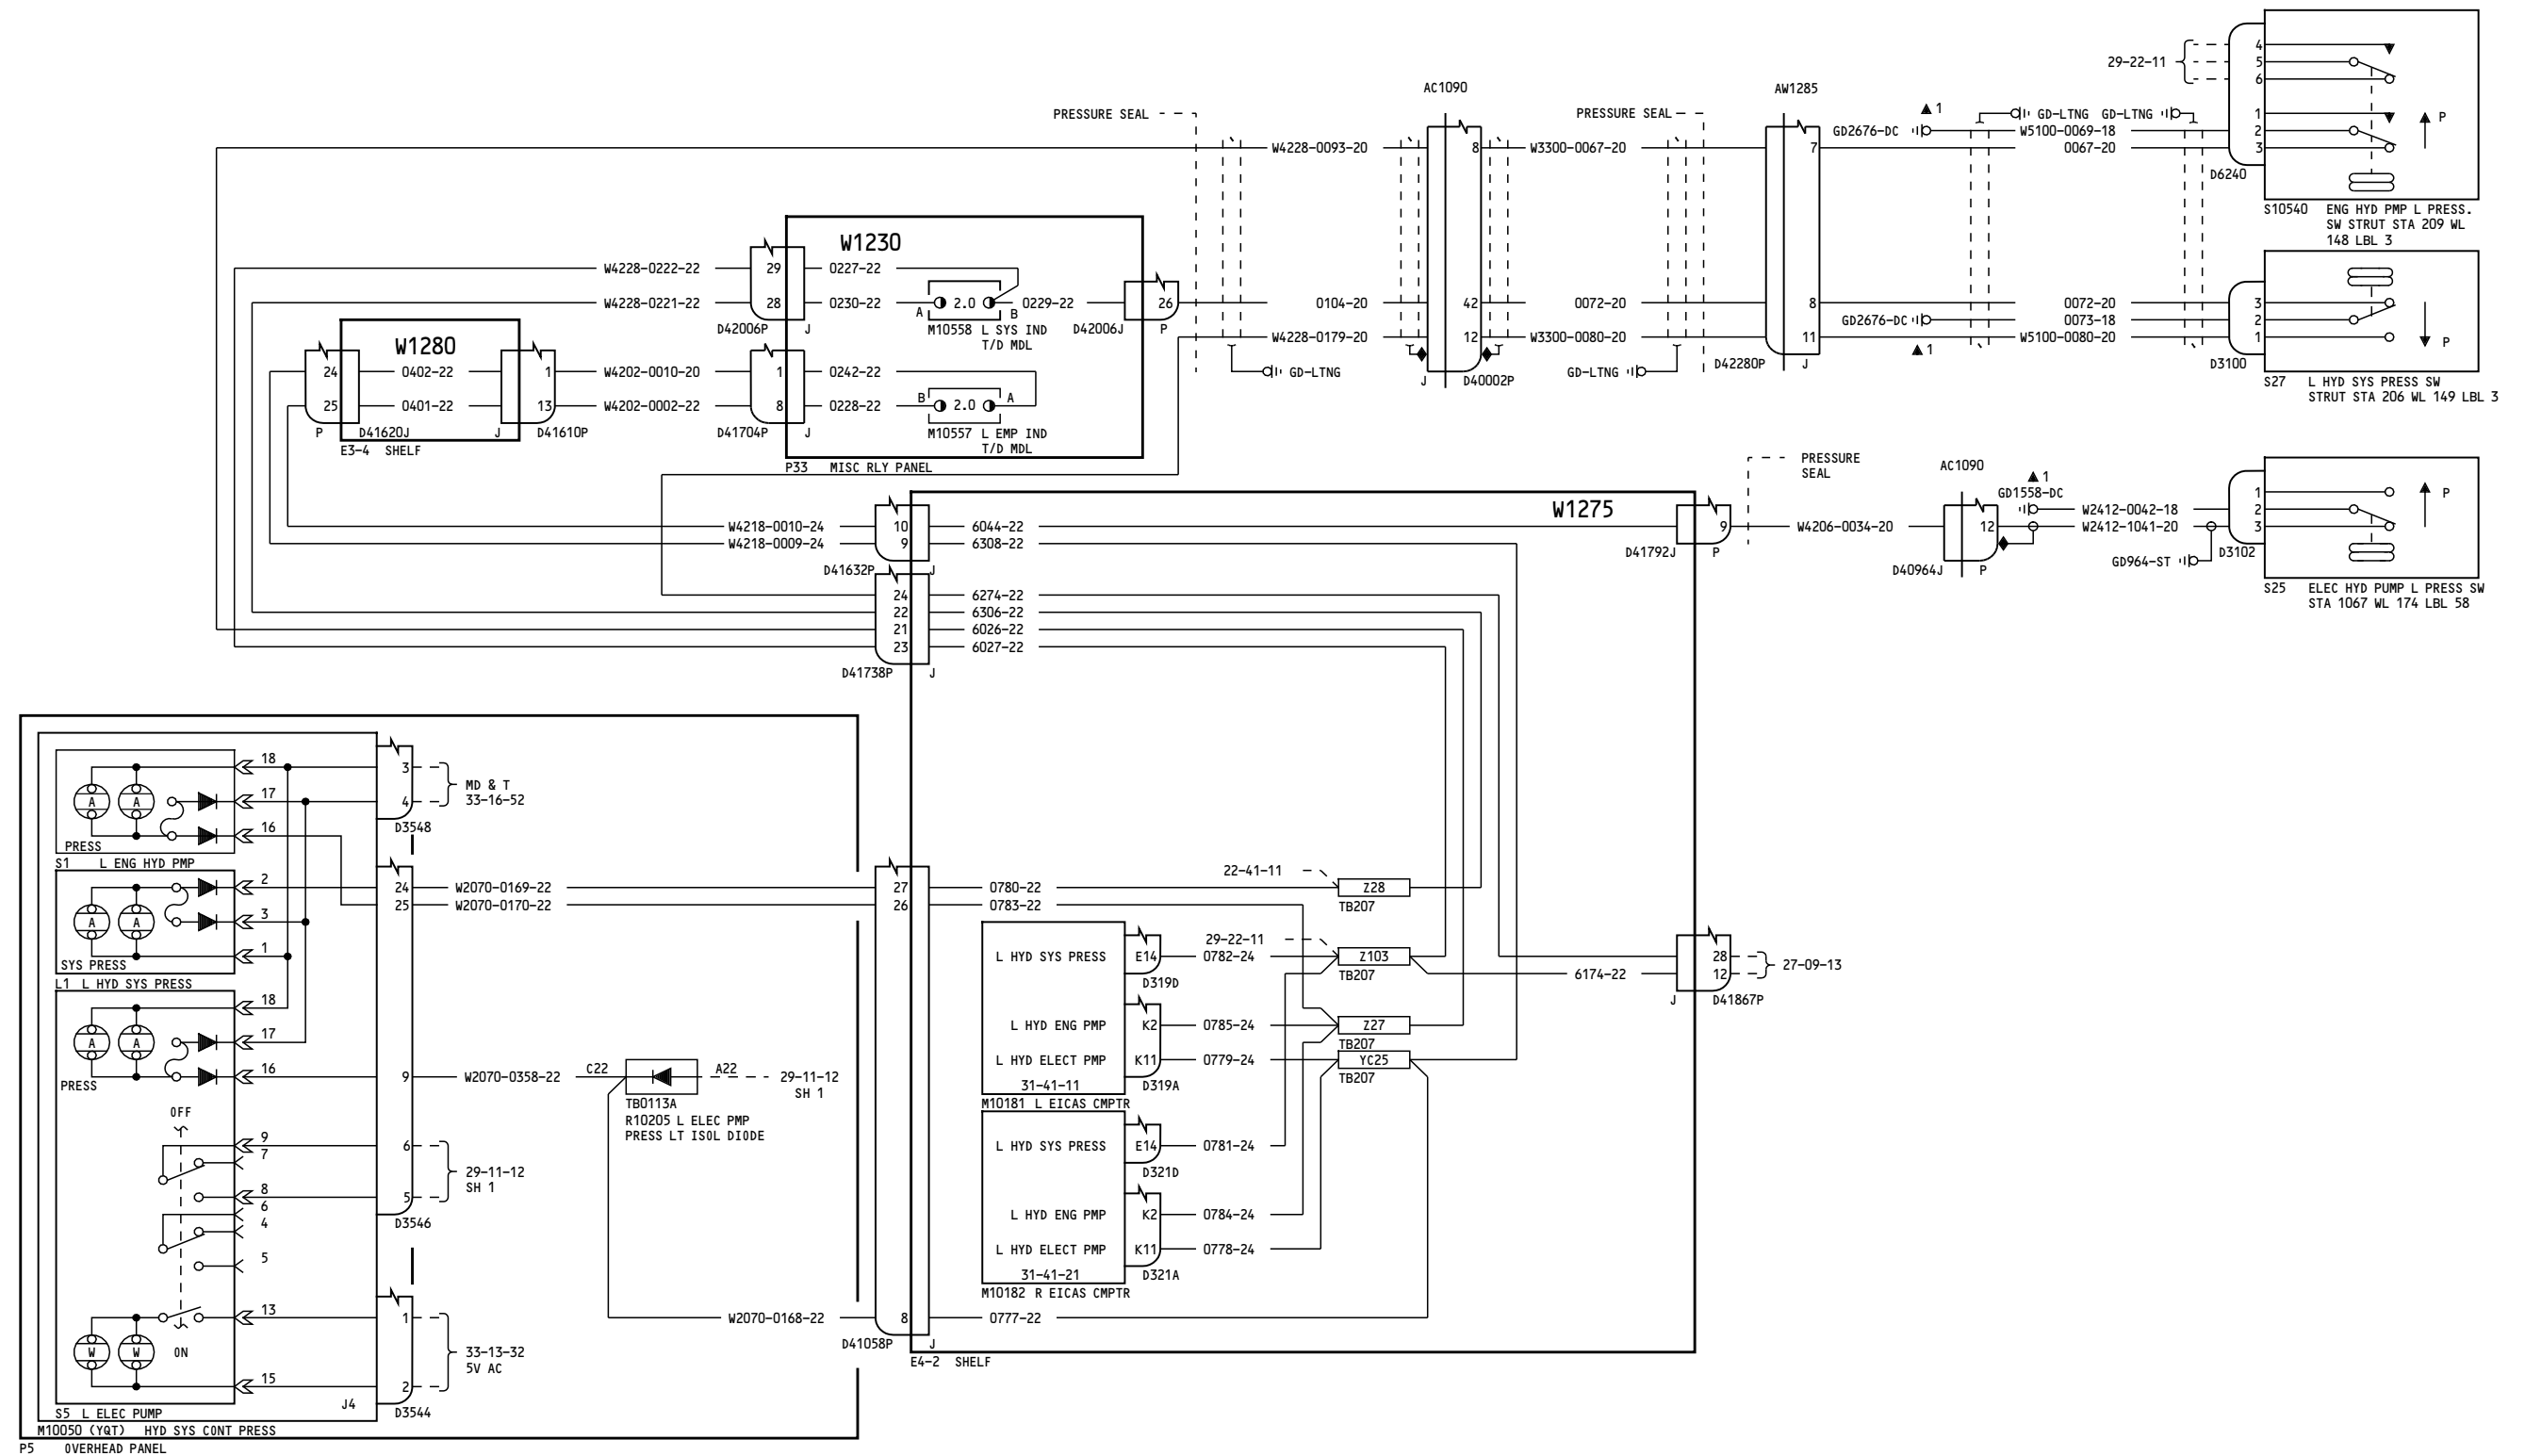 AC1090
AW1285
PRESSURE SEAL
PRESSURE SEAL
29-22-11
4
5
6
1
2
3
P
GD2676-DC
1
GD-LTNG
GD-LTNG
W5100-0069-18
0067-20
D6240
S10540 ENG HYD PMP L PRESS.
SW STRUT STA 209 WL
148 LBL 3
W4228-0093-20
8
W3300-0067-20
7
W1230
W4228-0222-22
29
0227-22
W4228-0221-22
28
0230-22
A
2.0
B
0229-22
26
0104-20
42
0072-20
8
0072-20
3
D42006P
J
M10558 L SYS IND
T/D MDL
D42006J
P
W4228-0179-20
12
W3300-0080-20
11
GD2676-DC
0073-18
2
W5100-0080-20
1
1
P
D3100
S27 L HYD SYS PRESS SW
STRUT STA 206 WL 149 LBL 3
GD-LTNG
J
D40002P
GD-LTNG
D42280P
J
W1280
24
0402-22
1
W4202-0010-20
1
0242-22
25
0401-22
13
W4202-0002-22
8
0228-22
B
2.0
A
P
D41620J
J
D41610P
D41704P
J
M10557 L EMP IND
T/D MDL
E3-4 SHELF
P33 MISC RLY PANEL
W1275
PRESSURE
SEAL
AC1090
1
GD1558-DC
W4218-0010-24
10
6044-22
9
W4206-0034-20
12
W2412-0042-18
W2412-1041-20
1
2
3
P
W4218-0009-24
9
6308-22
D41632P
J
D41792J
P
D40964J
P
GD964-ST
D3102
S25 ELEC HYD PUMP L PRESS SW
STA 1067 WL 174 LBL 58
24
6274-22
22
6306-22
21
6026-22
23
6027-22
D41738P
J
18
3
A
A
17
4
MD & T
33-16-52
16
D3548
PRESS
S1 L ENG HYD PMP
2
24
W2070-0169-22
27
0780-22
22-41-11
Z28
TB207
25
W2070-0170-22
26
0783-22
A
A
3
1
SYS PRESS
L1 L HYD SYS PRESS
L HYD SYS PRESS
E14
29-22-11
0782-24
Z103
TB207
D319D
6174-22
28
12
27-09-13
J
D41867P
18
A
A
17
16
PRESS
L HYD ENG PMP
K2
0785-24
Z27
TB207
L HYD ELECT PMP
K11
0779-24
YC25
TB207
31-41-11
D319A
M10181 L EICAS CMPTR
9
W2070-0358-22
C22
A22
29-11-12
SH 1
TB0113A
R10205 L ELEC PMP
PRESS LT ISOL DIODE
OFF
9
7
6
8
5
29-11-12
SH 1
6
4
5
D3546
L HYD SYS PRESS
E14
0781-24
D321D
L HYD ENG PMP
K2
0784-24
L HYD ELECT PMP
K11
0778-24
31-41-21
D321A
M10182 R EICAS CMPTR
13
1
W
W
ON
33-13-32
5V AC
15
2
W2070-0168-22
8
0777-22
D41058P
J
E4-2 SHELF
J4
D3544
S5 L ELEC PUMP
M10050 (YQT) HYD SYS CONT PRESS
P5 OVERHEAD PANEL